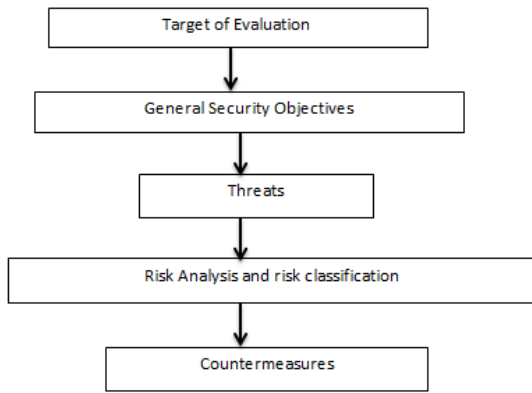 Target of Evaluation
General Security Objectives
Threats
Risk Analysis and risk classification
Countermeasures